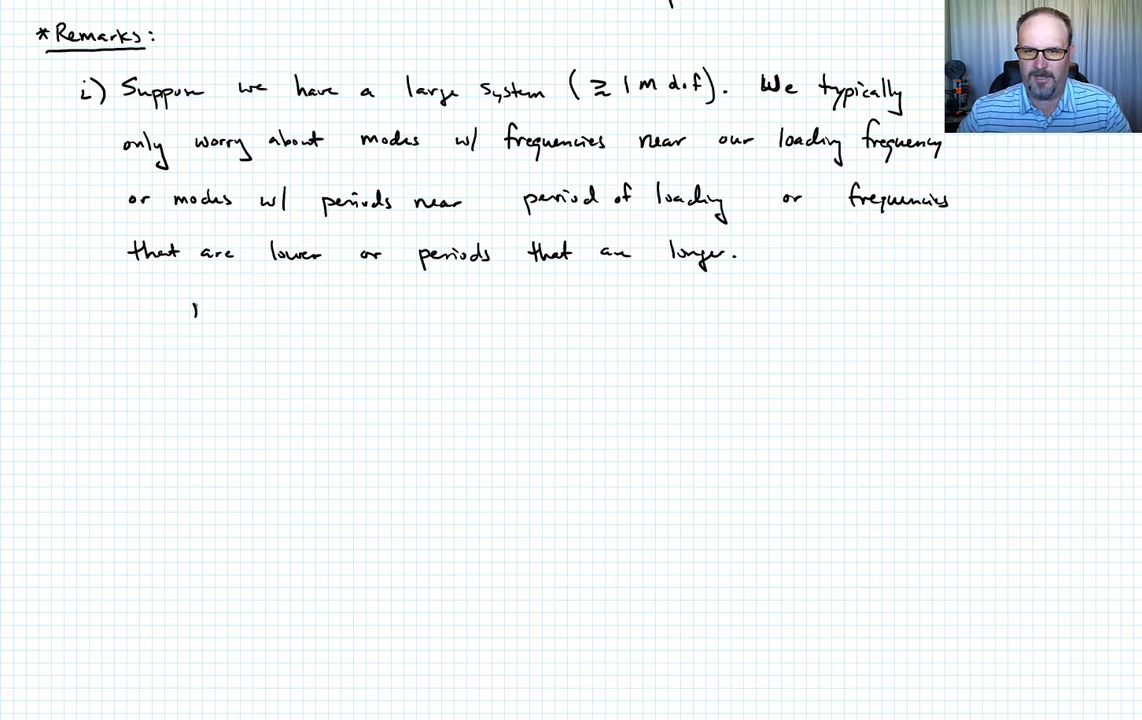 * Remarks:
i) Suppose we have a large system (≥ 1 M d.o.f). We typically
only worry about modes w/ frequencies near our loading frequency
or modes w/ periods near period of loading or frequencies
that are lower or periods that are longer.